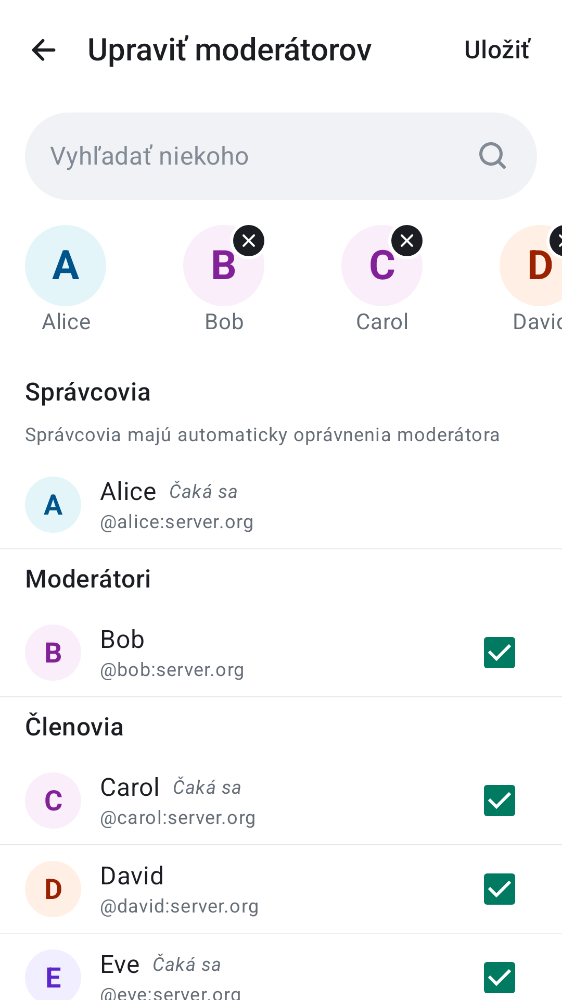 Upraviť moderátorov
Uložiť
Vyhľadať niekoho
A
B
C
D
Alice
Bob
Carol
David
Správcovia
Správcovia majú automaticky oprávnenia moderátora
A
Alice Čaká sa
@alice:server.org
Moderátori
B
Bob
@bob:server.org
Členovia
C
Carol Čaká sa
@carol:server.org
D
David
@david:server.org
E
Eve Čaká sa
@eve:server.org